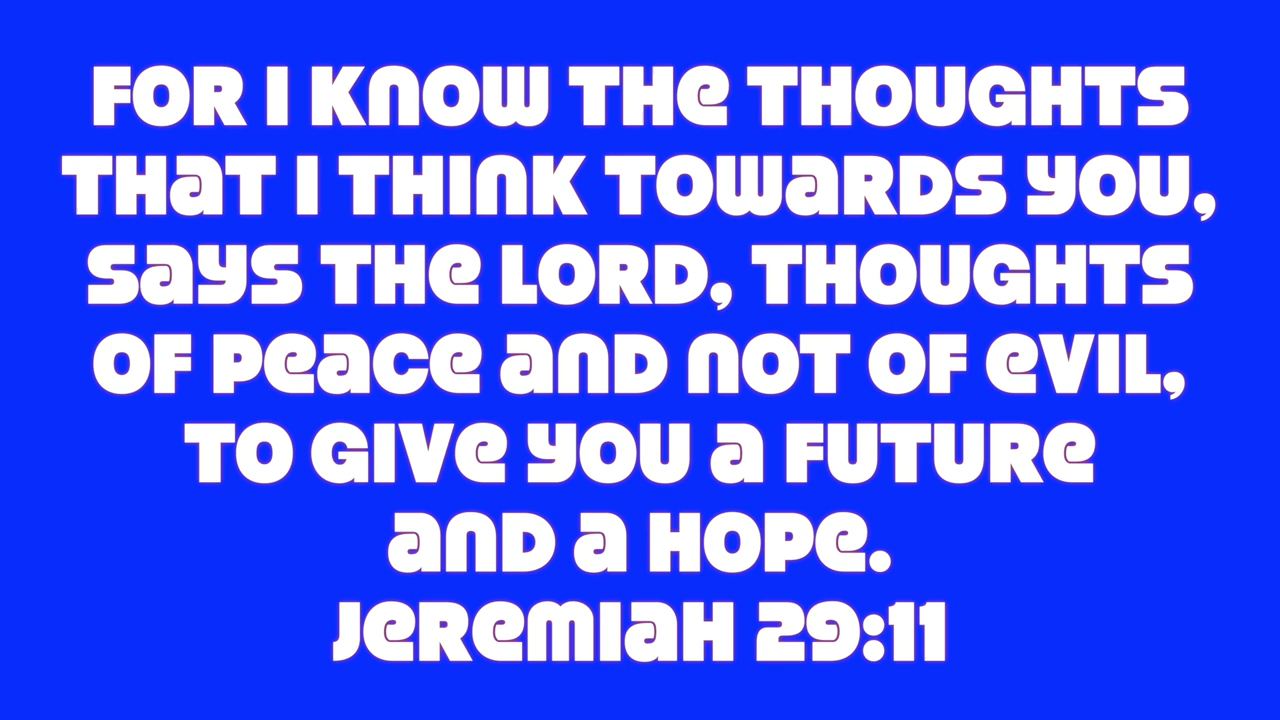 FOR I KNOW THE THOUGHTS
THAT I THINK TOWARDS YOU,
SAYS THE LORD, THOUGHTS
OF PEACE AND NOT OF EVIL,
TO GIVE YOU A FUTURE
AND A HOPE.
JEREMIAH 29:11